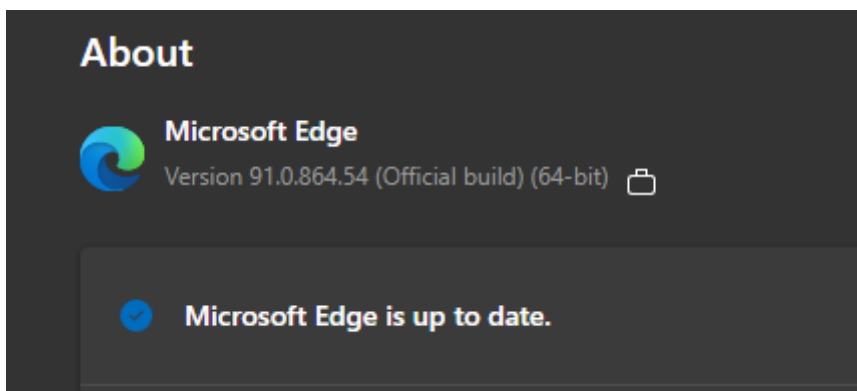 About
Microsoft Edge
Version 91.0.864.54 (Official build) (64-bit)
Microsoft Edge is up to date.